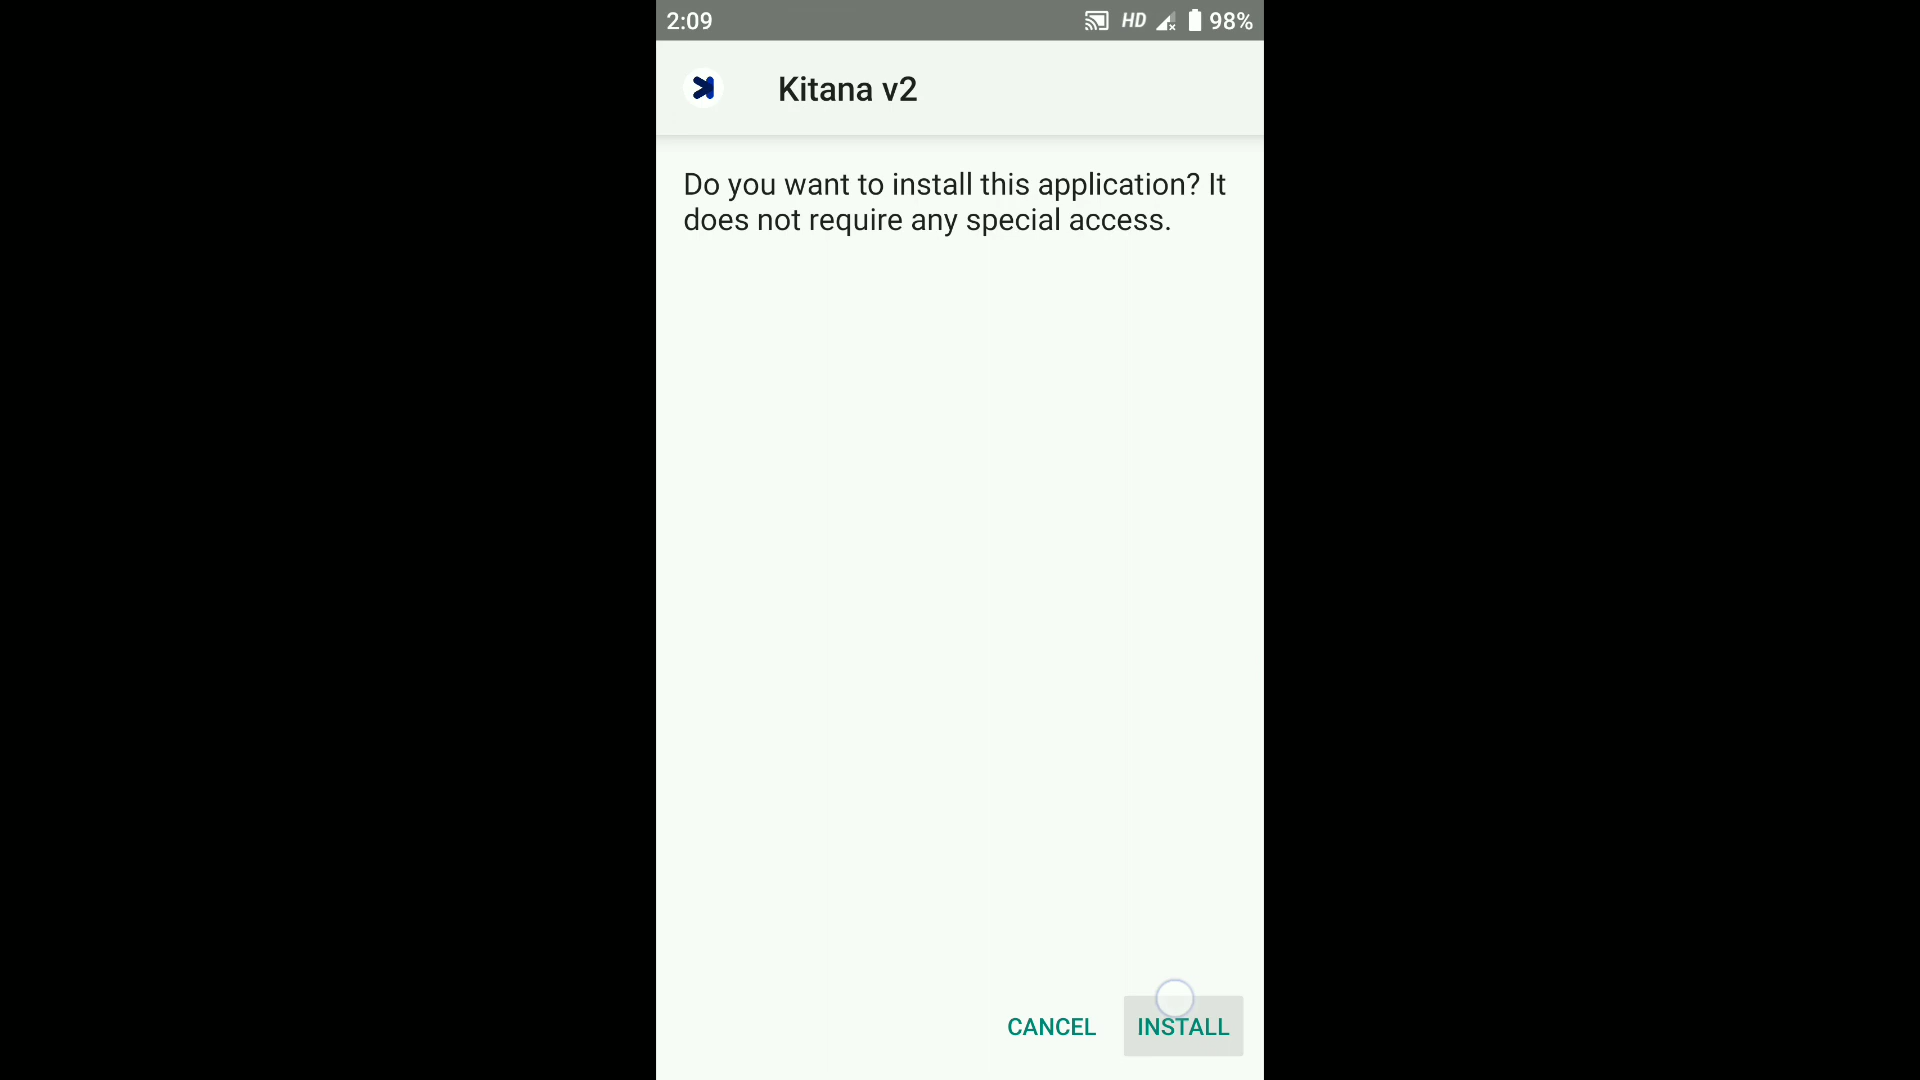 2:09
HD
98%
Kitana v2
Do you want to install this application? It
does not require any special access.
CANCEL
INSTALL